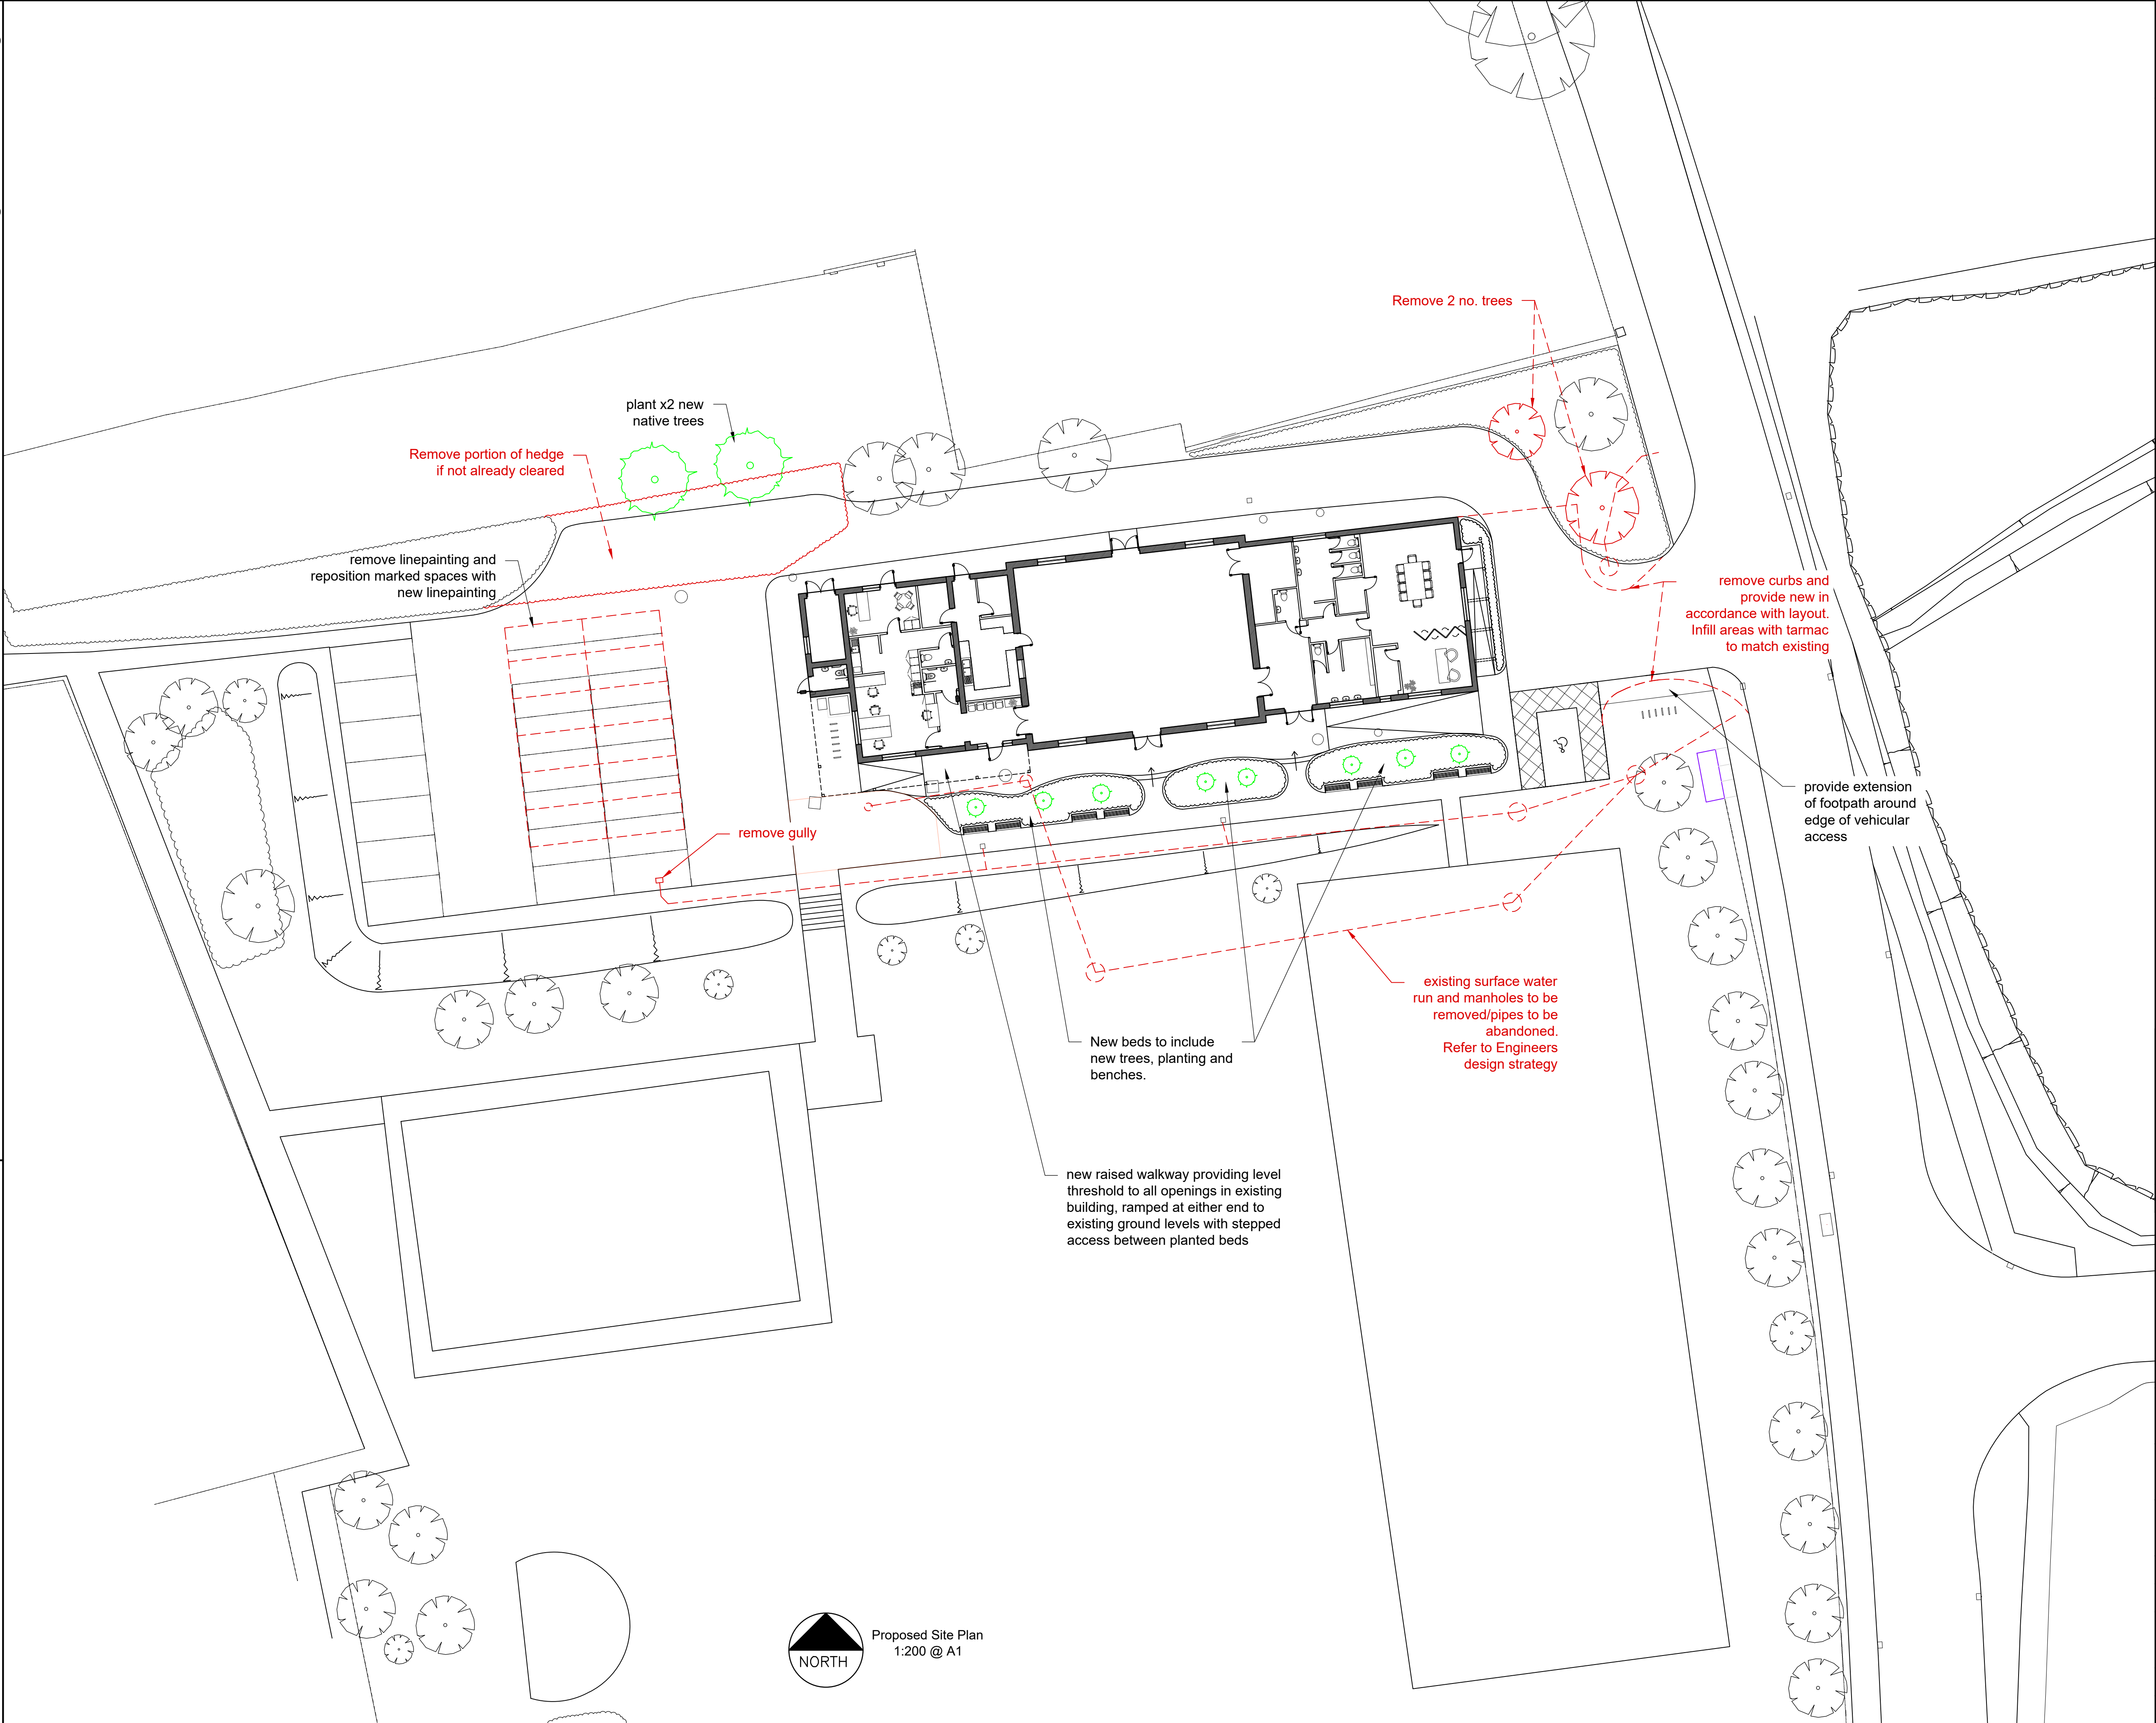 Remove 2 no. trees
plant x2 new
native trees
Remove portion of hedge
if not already cleared
remove linepainting and
reposition marked spaces with
new linepainting
remove curbs and
provide new in
accordance with layout.
Infill areas with tarmac
to match existing
provide extension
of footpath around
edge of vehicular
access
remove gully
existing surface water
run and manholes to be
removed/pipes to be
abandoned.
Refer to Engineers
design strategy
New beds to include
new trees, planting and
benches.
new raised walkway providing level
threshold to all openings in existing
building, ramped at either end to
existing ground levels with stepped
access between planted beds
NORTH
Proposed Site Plan
1:200 @ A1